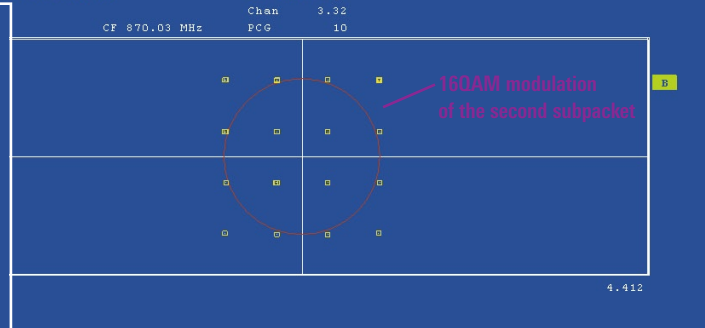 Chan 3.32
CF 870.03 MHz PCG 10
16QAM modulation
of the second subpacket
B
4.412